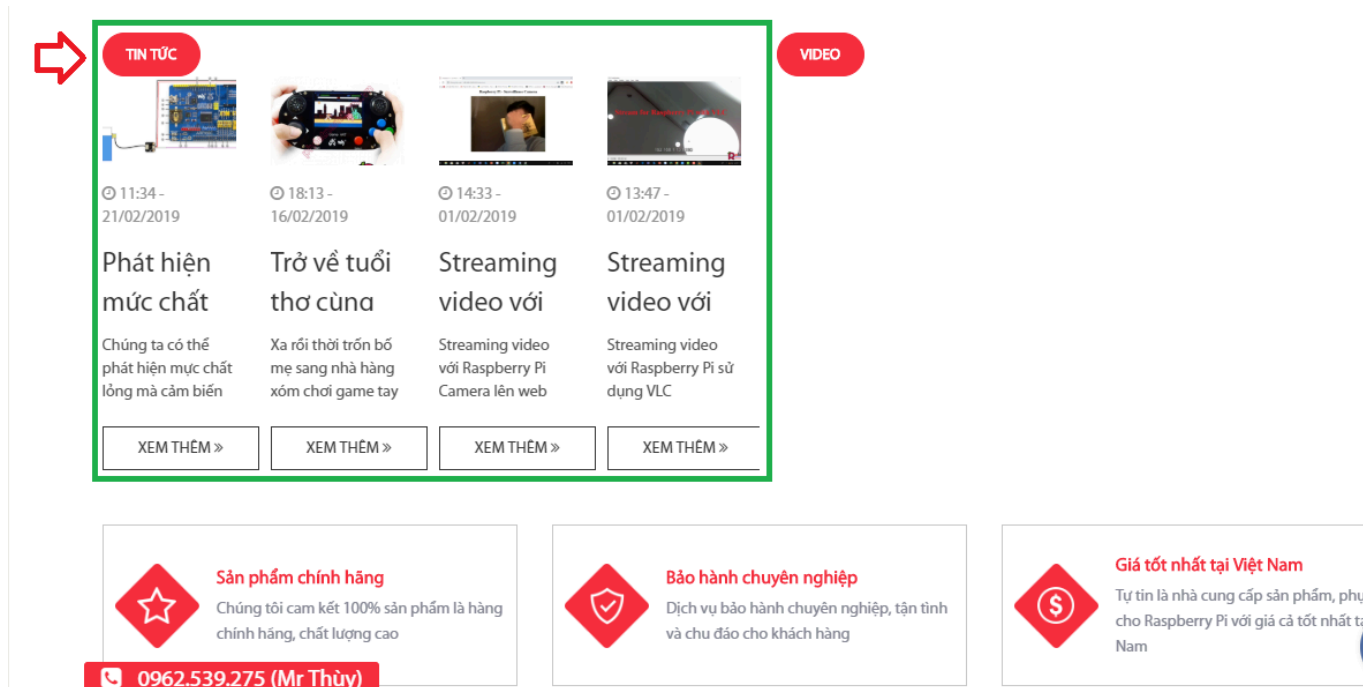 TIN TỨC
VIDEO
11:34 -
21/02/2019
Phát hiện
mức chất
Chúng ta có thể
phát hiện mực chất
lỏng mà cảm biến
XEM THÊM »
18:13 -
16/02/2019
Trở về tuổi
thơ cùng
Xa rồi thời trốn bố
mẹ sang nhà hàng
xóm chơi game tay
XEM THÊM »
14:33 -
01/02/2019
Streaming
video với
Streaming video
với Raspberry Pi
Camera lên web
XEM THÊM »
13:47 -
01/02/2019
Streaming
video với
Streaming video
với Raspberry Pi sử
dụng VLC
XEM THÊM »
Sản phẩm chính hãng
Chúng tôi cam kết 100% sản phẩm là hàng
chính hãng, chất lượng cao
Bảo hành chuyên nghiệp
Dịch vụ bảo hành chuyên nghiệp, tận tình
và chu đáo cho khách hàng
Giá tốt nhất tại Việt Nam
Tự tin là nhà cung cấp sản phẩm, phụ
cho Raspberry Pi với giá cả tốt nhất
Nam
0962.539.275 (Mr Thùy)